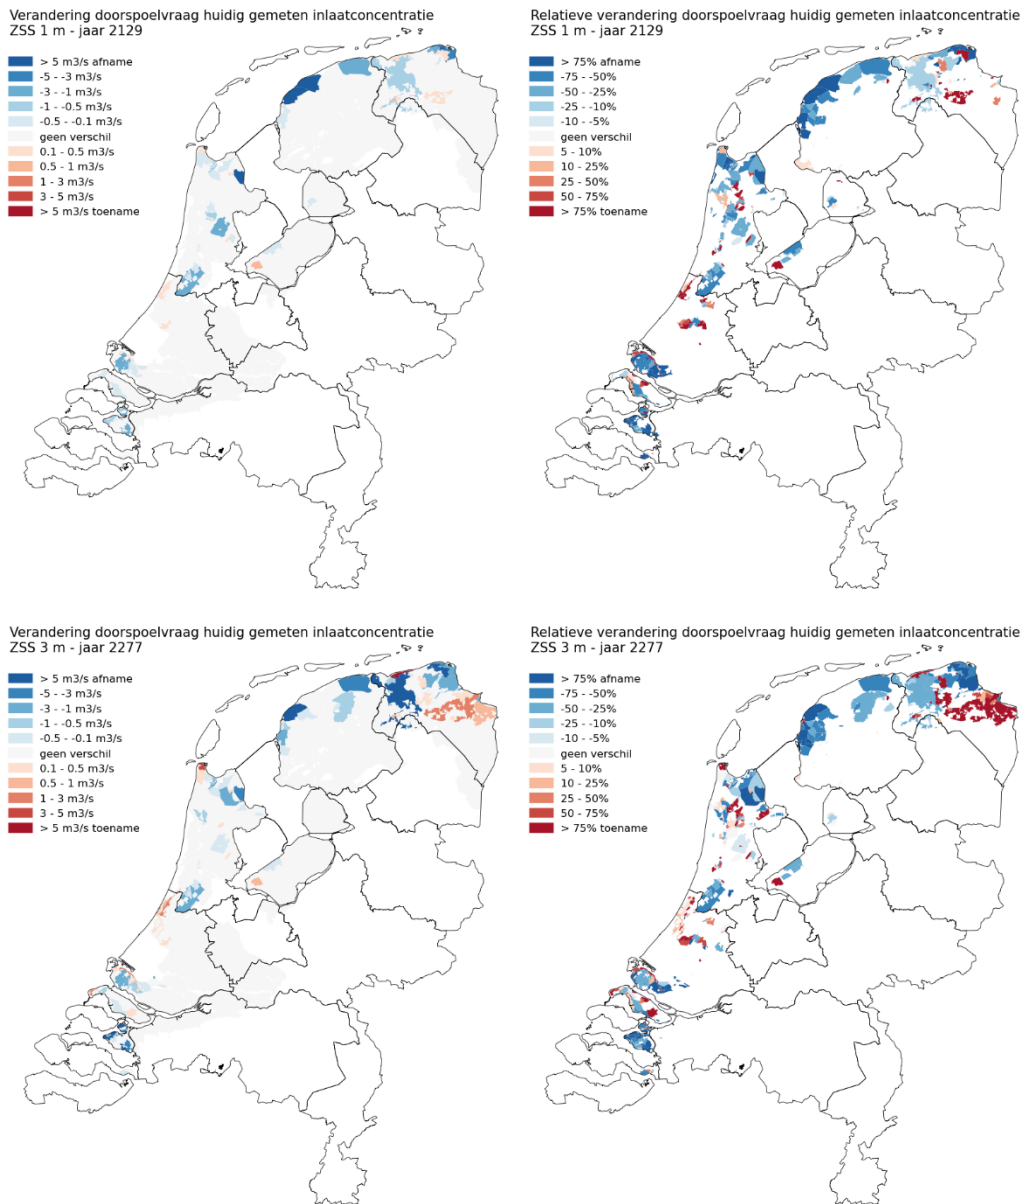 Verandering doorspoelvraag huidig gemeten inlaatconcentratie
ZSS 1 m - jaar 2129
> 5 m3/s afname
-5 - -3 m3/s
-3 - -1 m3/s
-1 - -0.5 m3/s
-0.5 - -0.1 m3/s
geen verschil
0.1 - 0.5 m3/s
0.5 - 1 m3/s
1 - 3 m3/s
3 - 5 m3/s
> 5 m3/s toename
Relatieve verandering doorspoelvraag huidig gemeten inlaatconcentratie
ZSS 1 m - jaar 2129
> 75% afname
-75 - -50%
-50 - -25%
-25 - -10%
-10 - -5%
geen verschil
5 - 10%
10 - 25%
25 - 50%
50 - 75%
> 75% toename
Verandering doorspoelvraag huidig gemeten inlaatconcentratie
ZSS 3 m - jaar 2277
> 5 m3/s afname
-5 - -3 m3/s
-3 - -1 m3/s
-1 - -0.5 m3/s
-0.5 - -0.1 m3/s
geen verschil
0.1 - 0.5 m3/s
0.5 - 1 m3/s
1 - 3 m3/s
3 - 5 m3/s
> 5 m3/s toename
Relatieve verandering doorspoelvraag huidig gemeten inlaatconcentratie
ZSS 3 m - jaar 2277
> 75% afname
-75 - -50%
-50 - -25%
-25 - -10%
-10 - -5%
geen verschil
5 - 10%
10 - 25%
25 - 50%
50 - 75%
> 75% toename